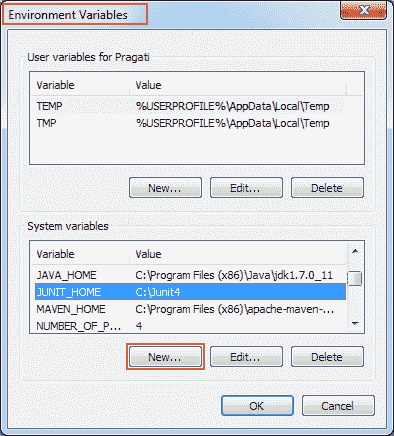 Environment Variables
User variables for Pragati
Variable Value
TEMP %USERPROFILE%\AppData\Local\Temp
TMP %USERPROFILE%\AppData\Local\Temp
New... Edit... Delete
System variables
Variable Value
JAVA_HOME C:\Program Files (x86)\Java\jdk1.7.0_11
JUNIT_HOME C:\Junit4
MAVEN_HOME C:\Program Files (x86)\apache-maven-...
NUMBER_OF_P... 4
New... Edit... Delete
OK Cancel